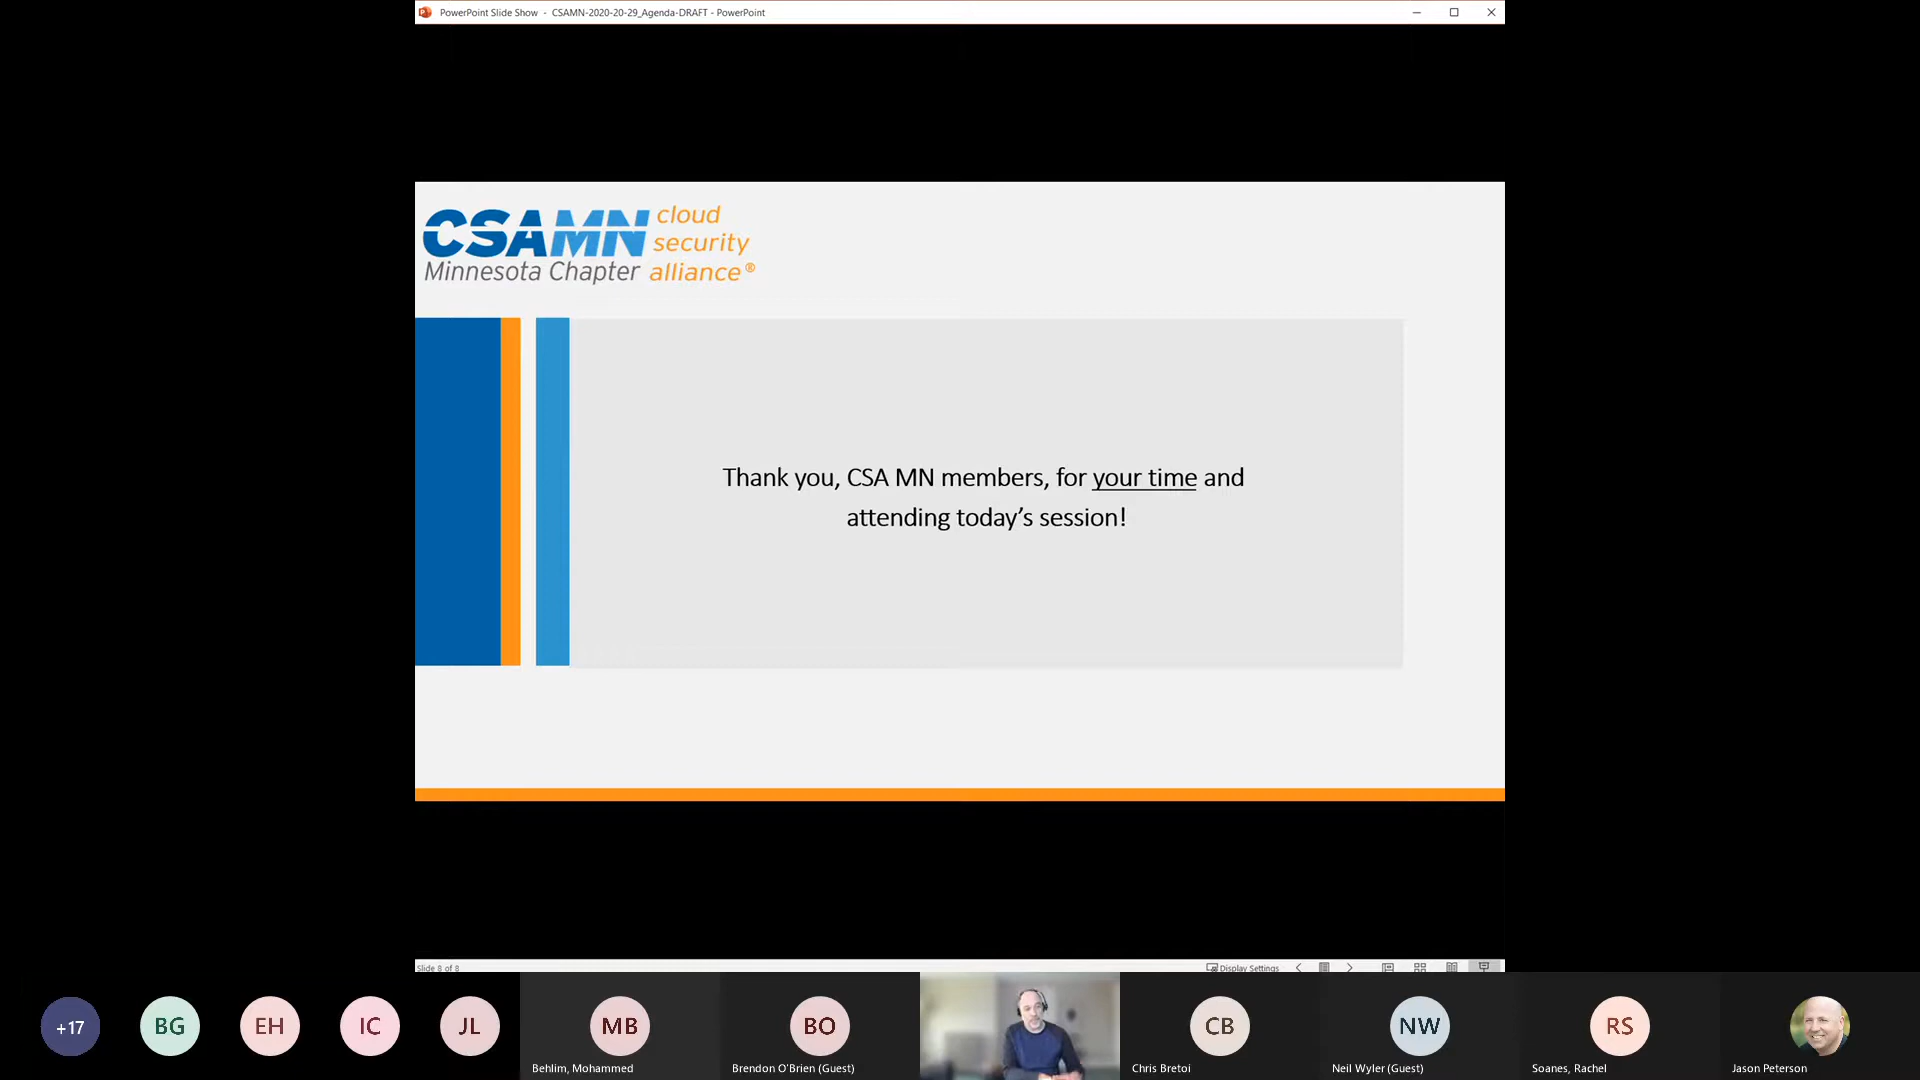 PowerPoint Slide Show - CSAMN-2020-20-29_Agenda-DRAFT - PowerPoint
CSAMN cloud
security
Minnesota Chapter alliance®
Thank you, CSA MN members, for your time and
attending today's session!
Slide 8 of 8
Display Settings
+17
BG
EH
IC
JL
MB
BO
CB
NW
RS
Behlim, Mohammed
Brendon O'Brien (Guest)
Chris Bretoi
Neil Wyler (Guest)
Soanes, Rachel
Jason Peterson